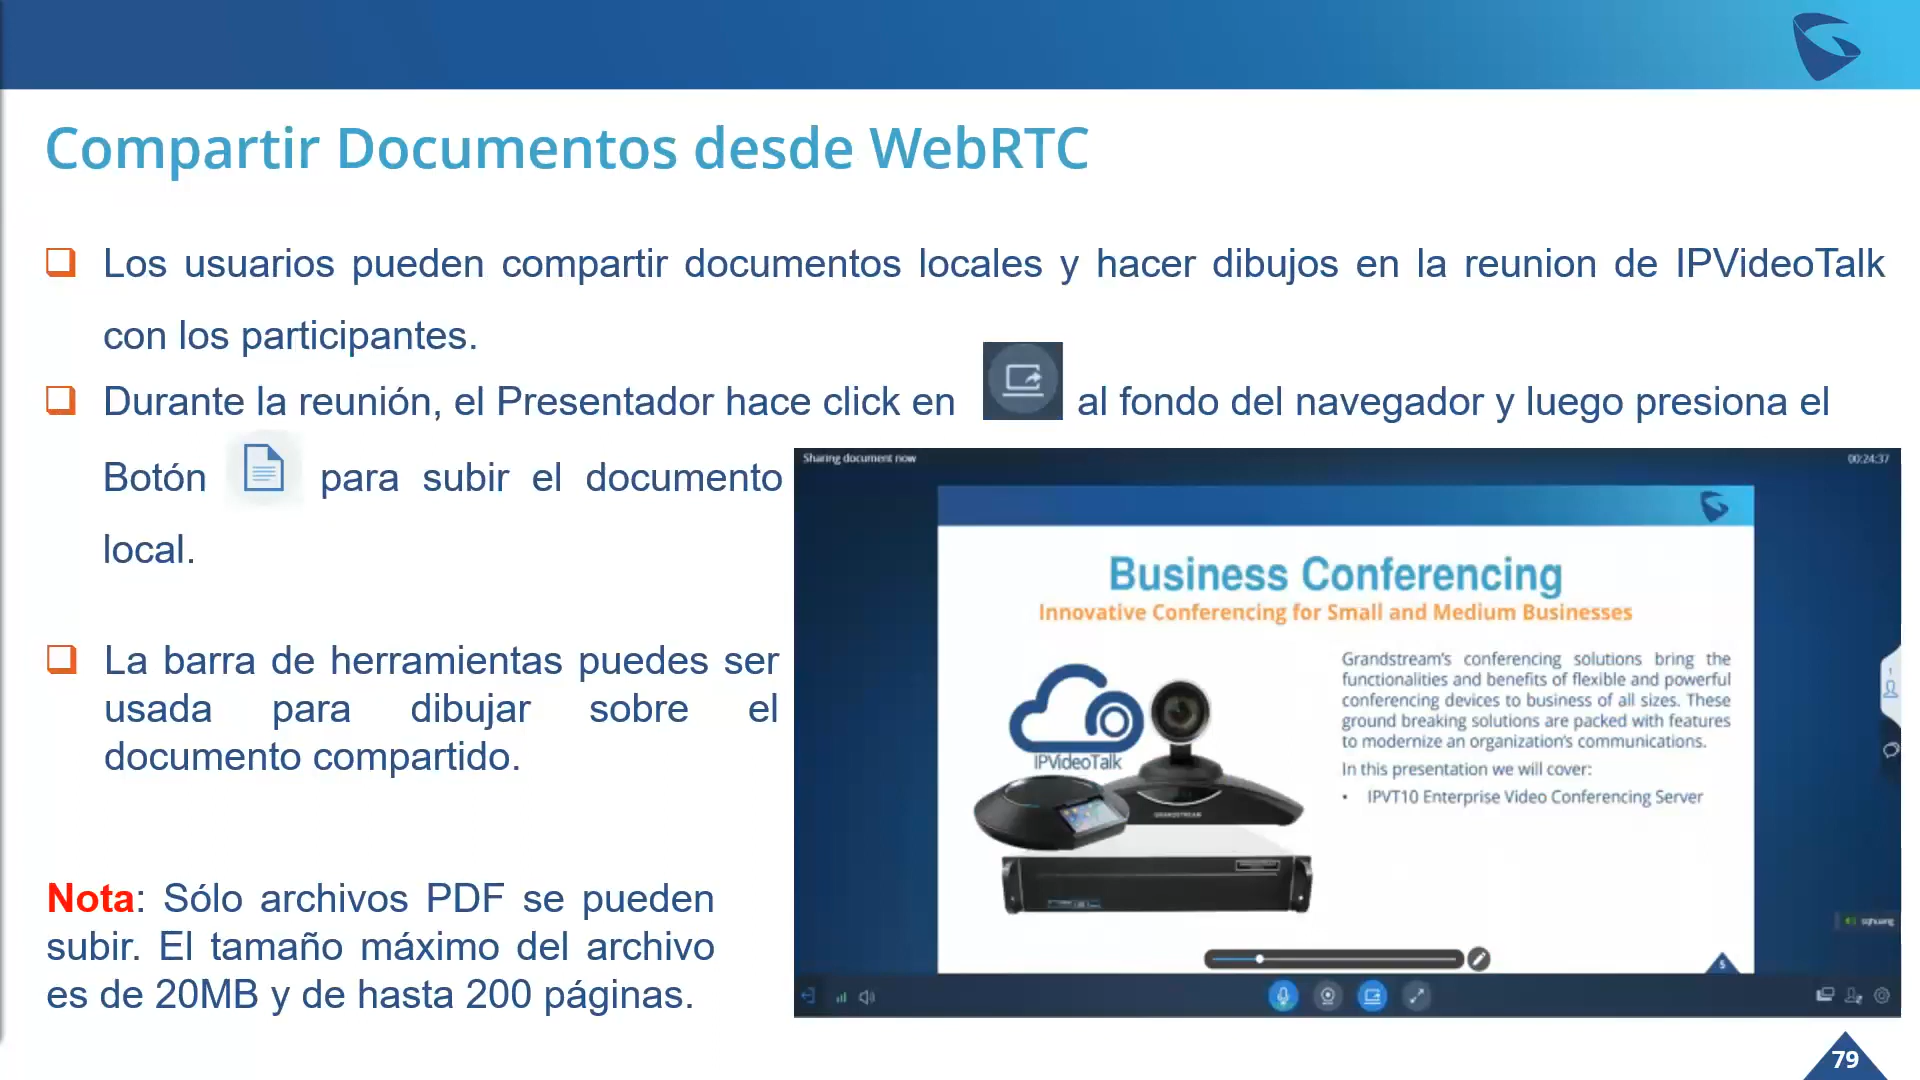 Compartir Documentos desde WebRTC
Los usuarios pueden compartir documentos locales y hacer dibujos en la reunion de IPVideoTalk
con los participantes.
Durante la reunión, el Presentador hace click en al fondo del navegador y luego presiona el
Botón para subir el documento
local.
La barra de herramientas puedes ser
usada para dibujar sobre el
documento compartido.
Nota: Sólo archivos PDF se pueden
subir. El tamaño máximo del archivo
es de 20MB y de hasta 200 páginas.
Sharing document now
00:24:37
Business Conferencing
Innovative Conferencing for Small and Medium Businesses
Grandstream's conferencing solutions bring the
functionalities and benefits of flexible and powerful
conferencing devices to business of all sizes. These
ground breaking solutions are packed with features
to modernize an organization's communications.
In this presentation we will cover:
• IPVT10 Enterprise Video Conferencing Server
IPVideoTalk
GRANDSTREAM
1
sqhuang
5
79